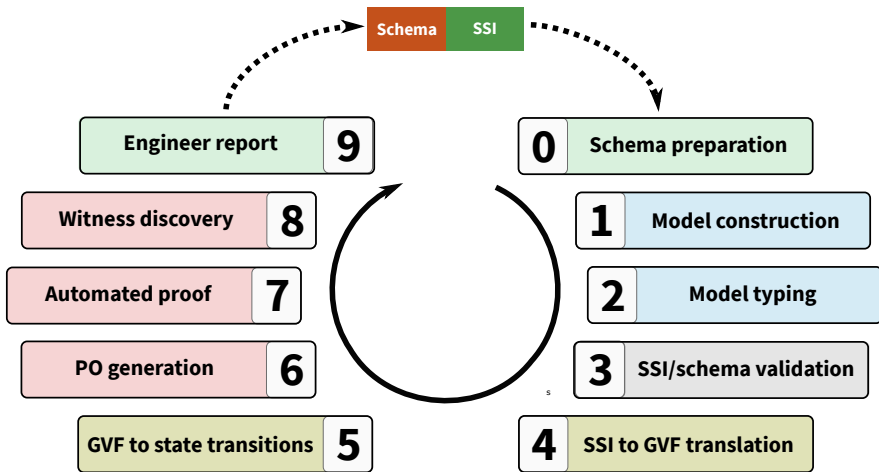 Schema SSI
Engineer report 9
0 Schema preparation
Witness discovery 8
1 Model construction
Automated proof 7
2 Model typing
PO generation 6
3 SSI/schema validation
s
GVF to state transitions 5
4 SSI to GVF translation